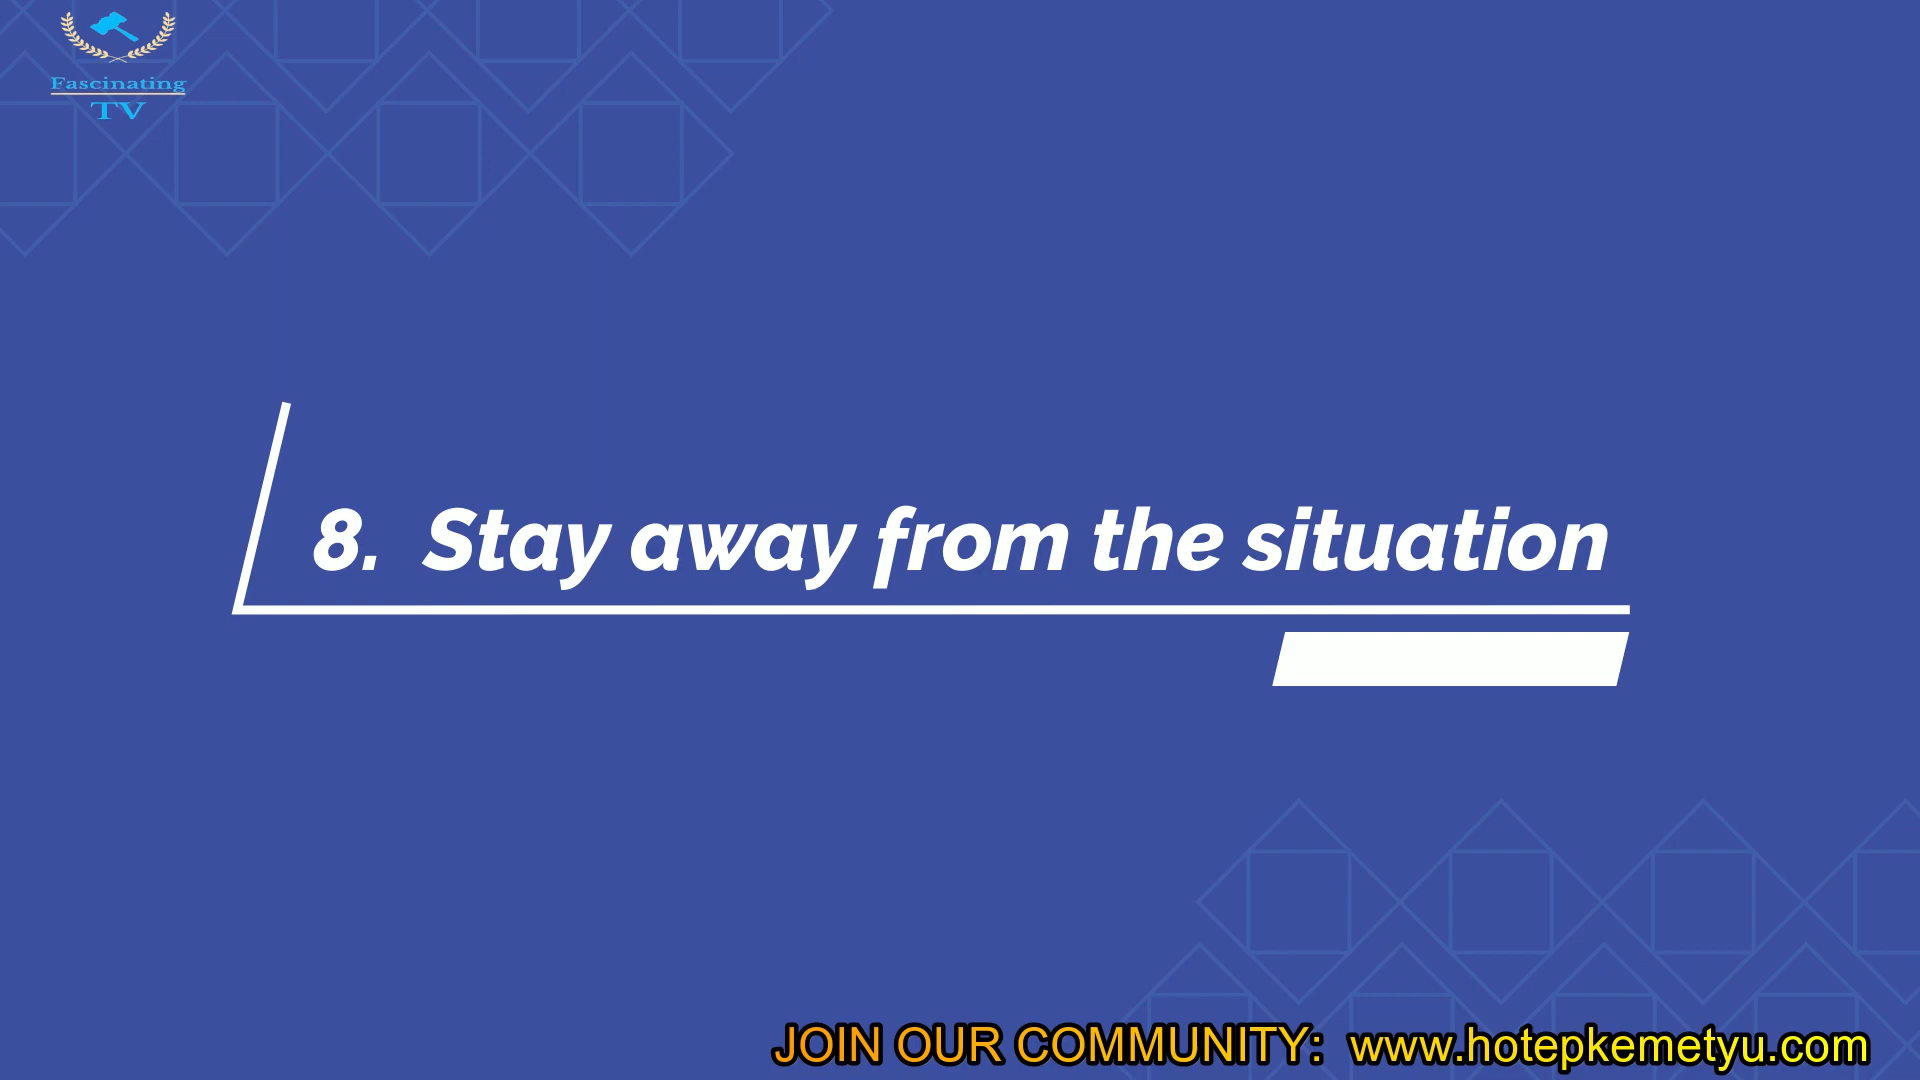 Fascinating
TV
8. Stay away from the situation
JOIN OUR COMMUNITY: www.hotepkemetyu.com